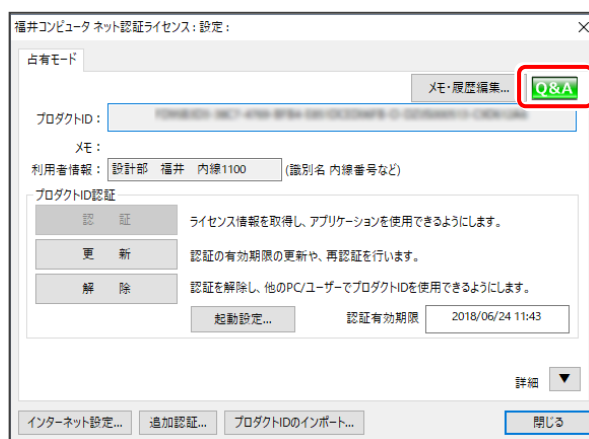 福井コンピュータ ネット認証ライセンス : 設定 :
占有モード
メモ・履歴編集... Q&A
プロダクトID :
メモ :
利用者情報 : 設計部 福井 内線1100 (識別名 内線番号など)
プロダクトID認証
認 証 ライセンス情報を取得し、アプリケーションを使用できるようにします。
更 新 認証の有効期限の更新や、再認証を行います。
解 除 認証を解除し、他のPC/ユーザーでプロダクトIDを使用できるようにします。
起動設定... 認証有効期限 2018/06/24 11:43
詳細 ▼
インターネット設定... 追加認証... プロダクトIDのインポート... 閉じる